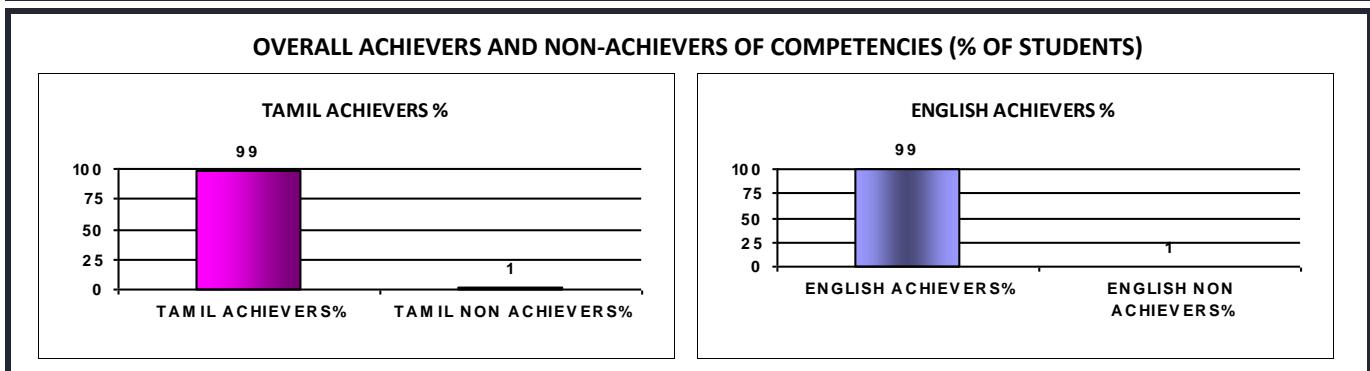 OVERALL ACHIEVERS AND NON-ACHIEVERS OF COMPETENCIES (% OF STUDENTS)
TAMIL ACHIEVERS %
99
100
75
50
25
0
1
TAMIL ACHIEVERS%
TAMIL NON ACHIEVERS%
ENGLISH ACHIEVERS %
99
100
75
50
25
0
1
ENGLISH ACHIEVERS%
ENGLISH NON
ACHIEVERS%